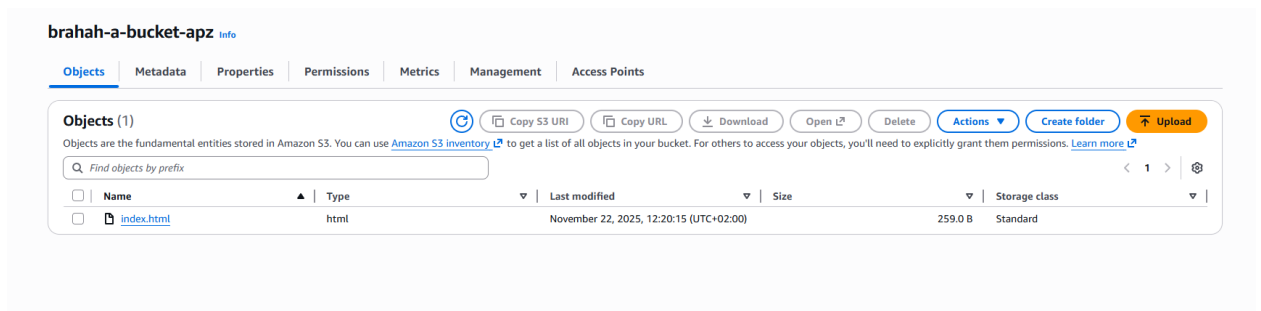 brahah-a-bucket-apz Info
Objects Metadata Properties Permissions Metrics Management Access Points
Objects (1) Copy S3 URI Copy URL Download Open Delete Actions Create folder Upload
Objects are the fundamental entities stored in Amazon S3. You can use Amazon S3 inventory to get a list of all objects in your bucket. For others to access your objects, you'll need to explicitly grant them permissions. Learn more
Find objects by prefix 1
Name Type Last modified Size Storage class
index.html html November 22, 2025, 12:20:15 (UTC+02:00) 259.0 B Standard